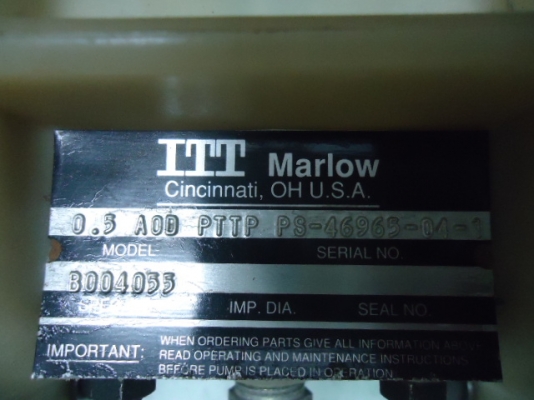 ITT Marlow
Cincinnati, OH U.S.A.
0.5 AOD PTTP PS-46965-04-
MODEL SERIAL NO.
B004055
IMP. DIA. SEAL NO
IMPORTANT: WHEN ORDERING PARTS GIVE ALL INFORMATION ABOVE
READ OPERATING AND MAINTENANCE INSTRUCTIONS
BEFORE PUMP IS PLACED IN OPERATION.